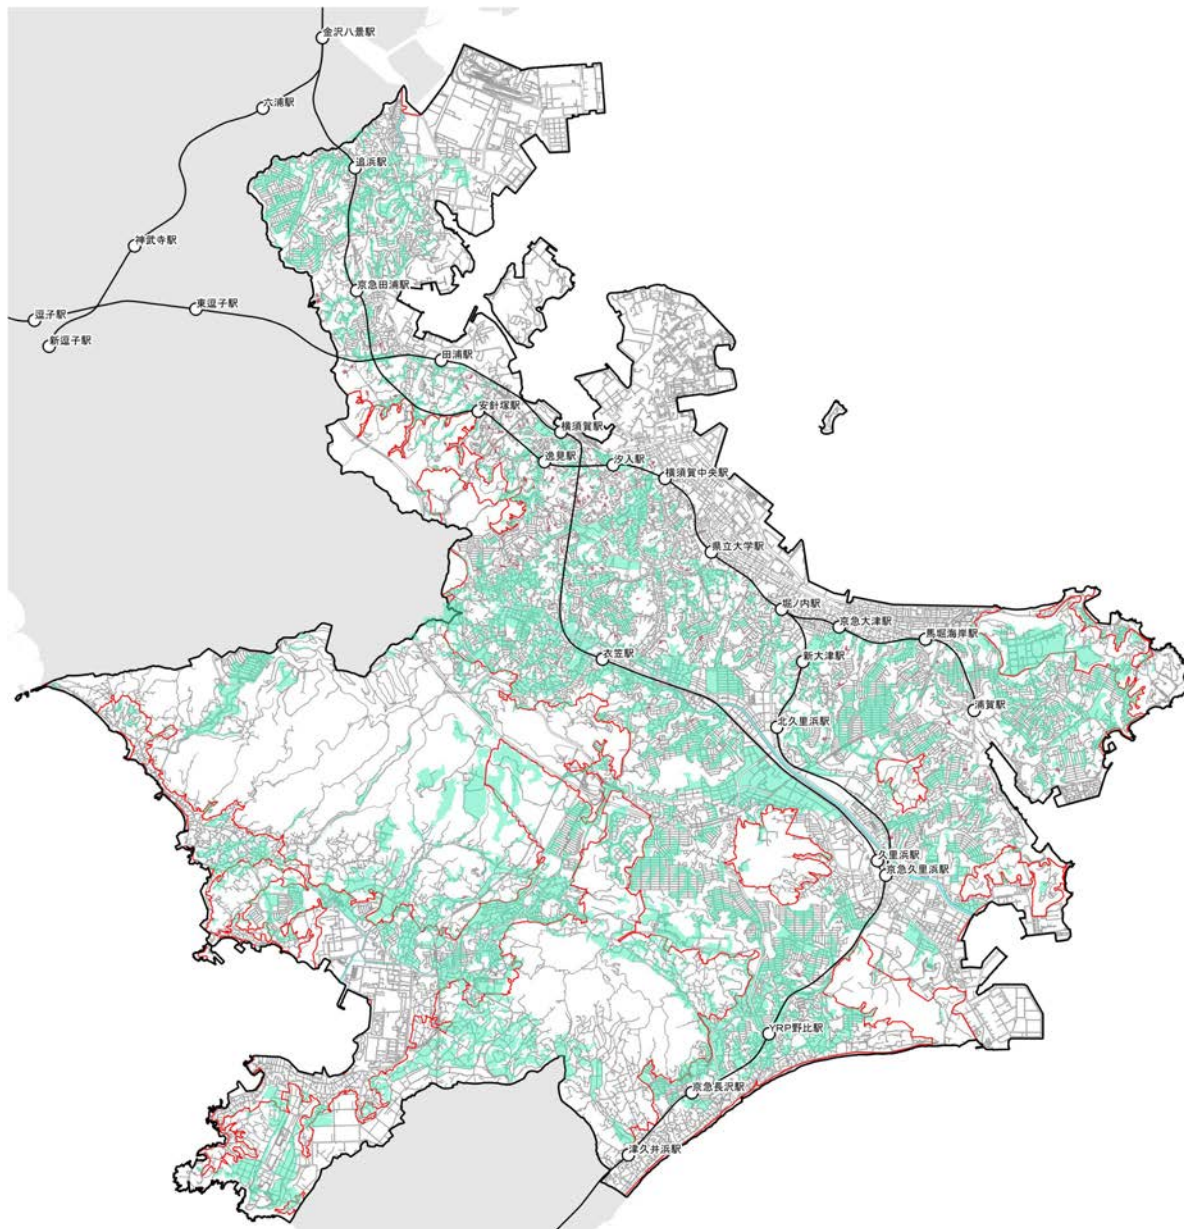 金沢八景駅
六浦駅
追浜駅
神武寺駅
京急田浦駅
東逗子駅
逗子駅
新逗子駅
田浦駅
安針塚駅
横須賀駅
逸見駅
汐入駅
横須賀中央駅
県立大学駅
堀ノ内駅
京急大津駅
馬堀海岸駅
衣笠駅
新大津駅
浦賀駅
北久里浜駅
久里浜駅
京急久里浜駅
YRP野比駅
京急長沢駅
津久井浜駅